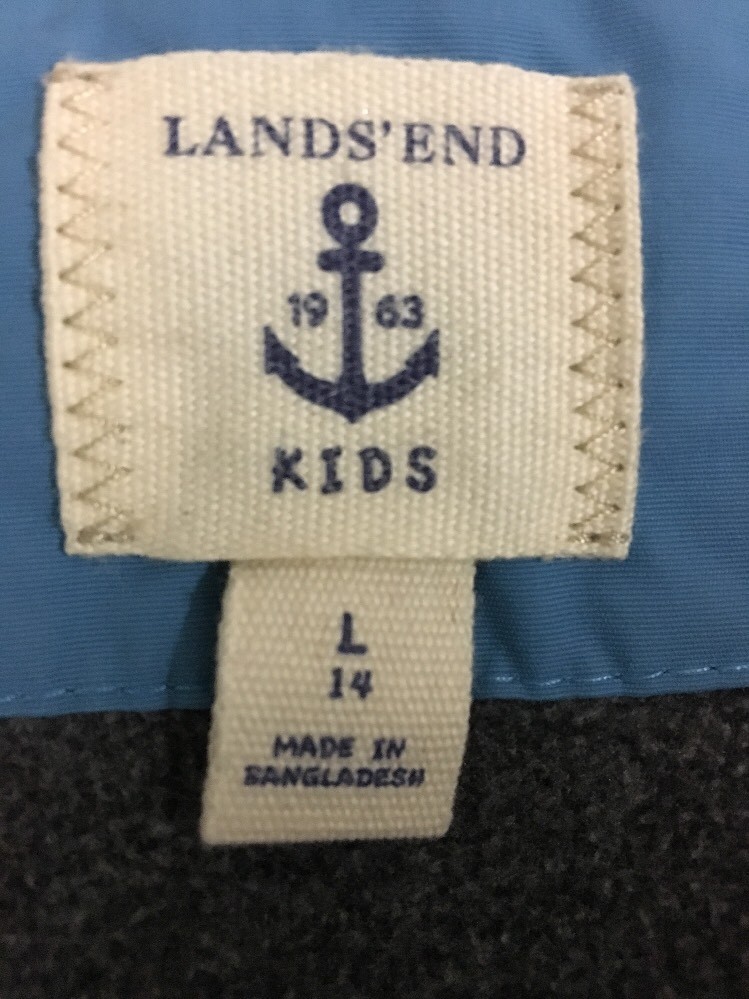 LANDS' END
19 63
KIDS
L
14
MADE IN
BANGLADESH